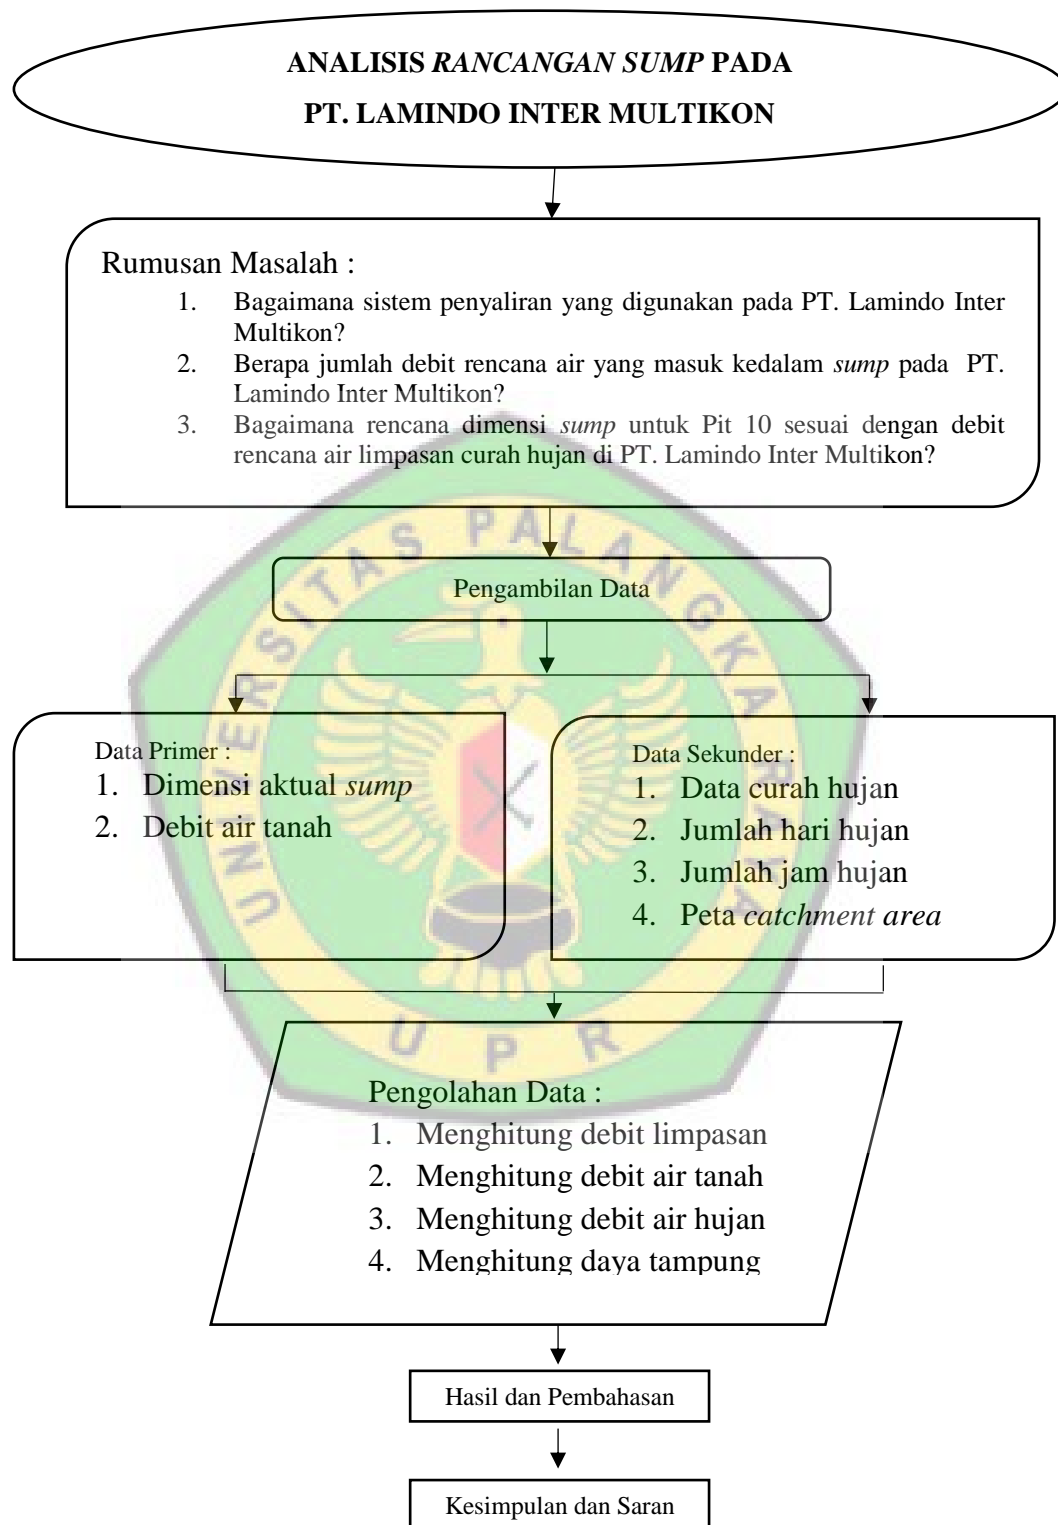 ANALISIS RANCANGAN SUMP PADA
PT. LAMINDO INTER MULTIKON
Rumusan Masalah :
1. Bagaimana sistem penyaliran yang digunakan pada PT. Lamindo Inter
Multikon?
2. Berapa jumlah debit rencana air yang masuk kedalam sump pada PT.
Lamindo Inter Multikon?
3. Bagaimana rencana dimensi sump untuk Pit 10 sesuai dengan debit
rencana air limpasan curah hujan di PT. Lamindo Inter Multikon?
UNIVERSITAS PALANGKA RAYA
Pengambilan Data
Data Primer :
1. Dimensi aktual sump
2. Debit air tanah
Data Sekunder :
1. Data curah hujan
2. Jumlah hari hujan
3. Jumlah jam hujan
4. Peta catchment area
UPR
Pengolahan Data :
1. Menghitung debit limpasan
2. Menghitung debit air tanah
3. Menghitung debit air hujan
4. Menghitung daya tampung
Hasil dan Pembahasan
Kesimpulan dan Saran